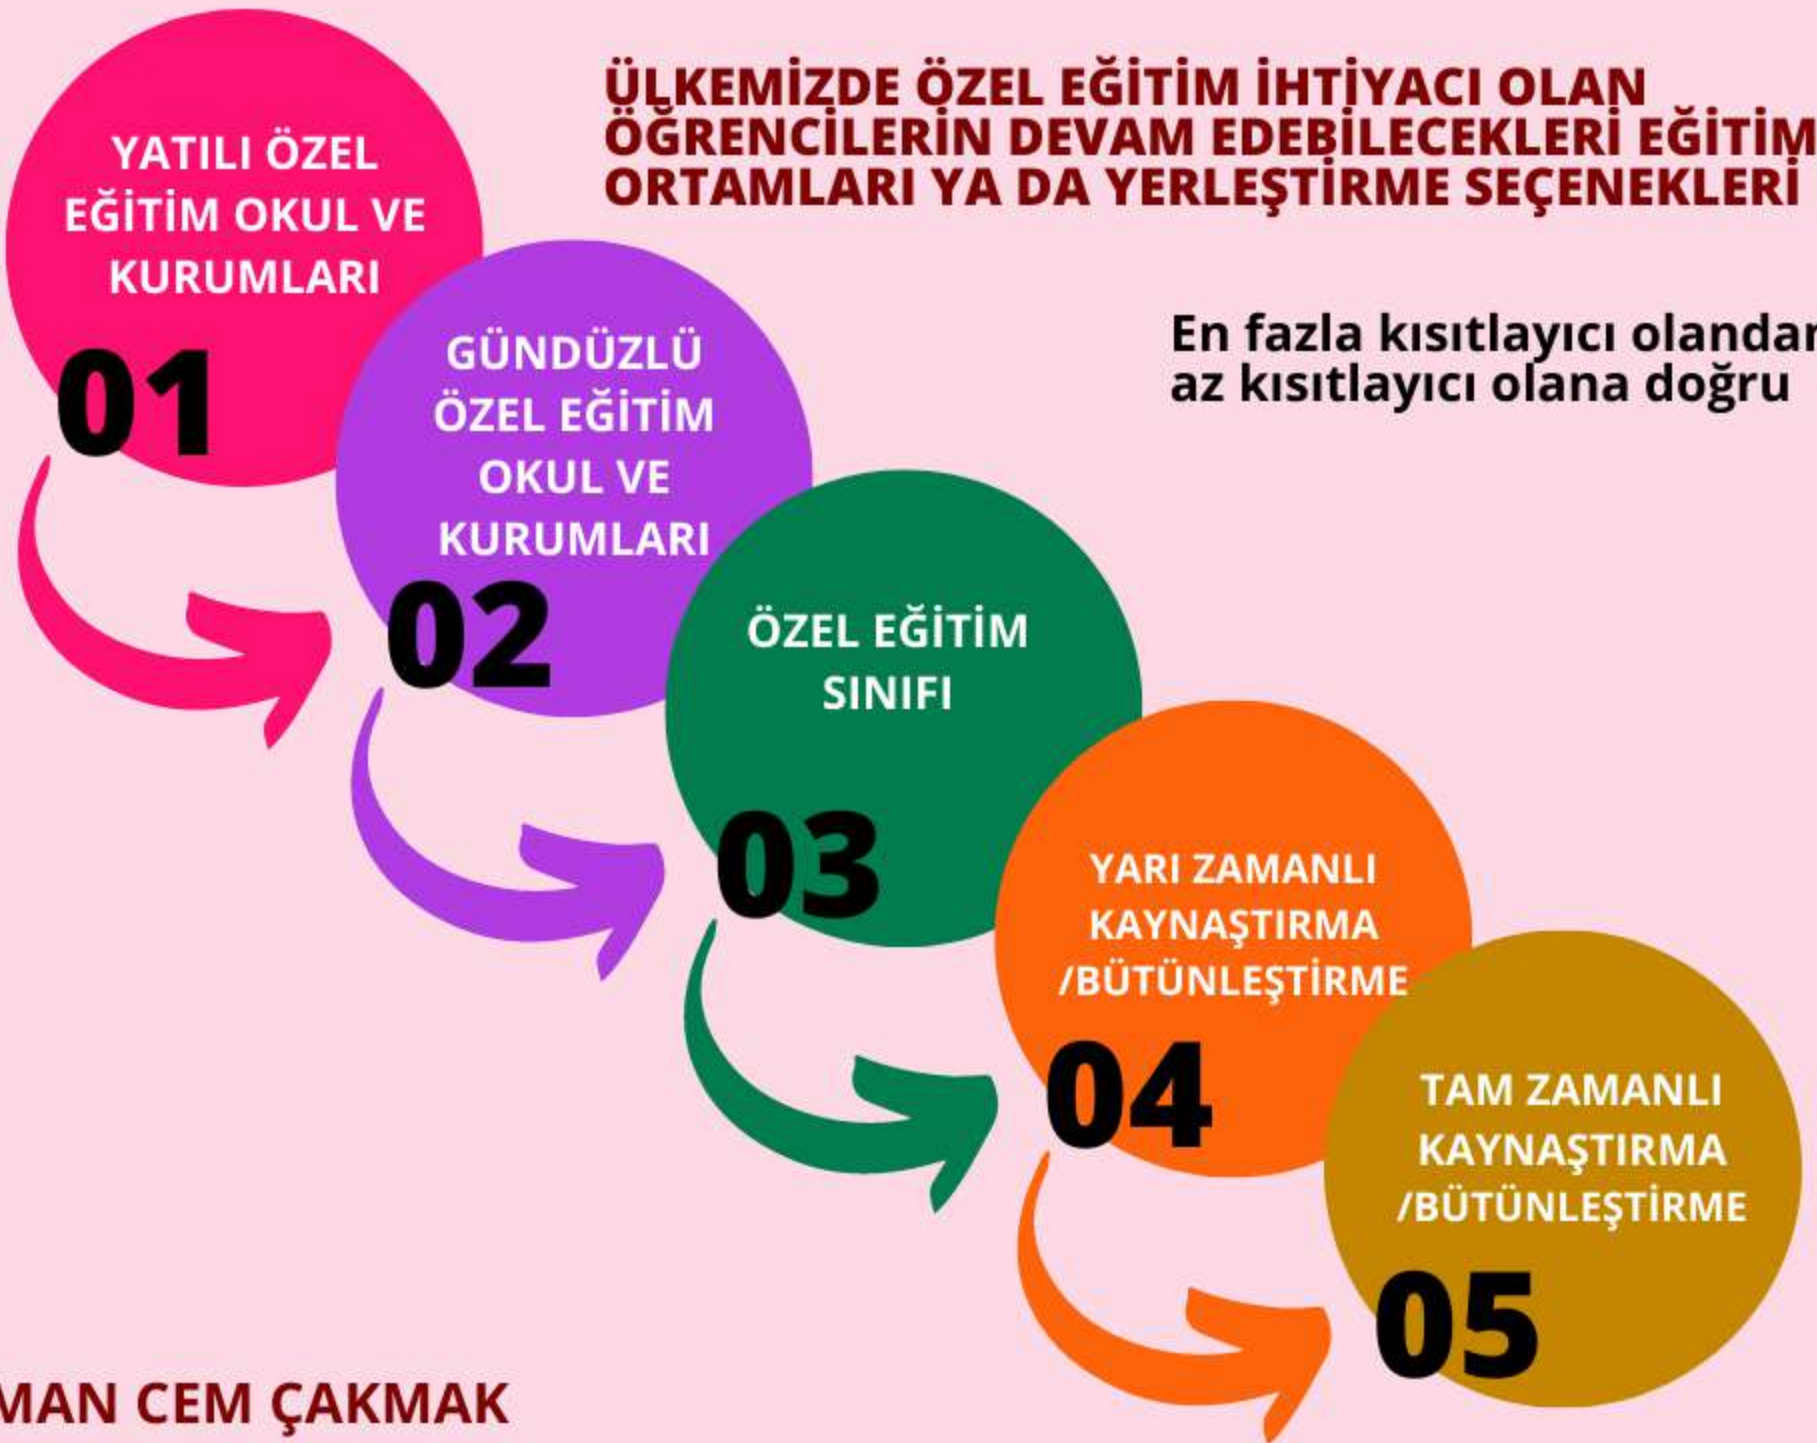 ÜLKEMİZDE ÖZEL EĞİTİM İHTİYACI OLAN
ÖĞRENCİLERİN DEVAM EDEBİLECEKLERİ EĞİTİM
ORTAMLARI YA DA YERLEŞTİRME SEÇENEKLERİ
En fazla kısıtlayıcı olandan
az kısıtlayıcı olana doğru
YATILI ÖZEL
EĞİTİM OKUL VE
KURUMLARI
01
GÜNDÜZLÜ
ÖZEL EĞİTİM
OKUL VE
KURUMLARI
02
ÖZEL EĞİTİM
SINIFI
03
YARI ZAMANLI
KAYNAŞTIRMA
/BÜTÜNLEŞTİRME
04
TAM ZAMANLI
KAYNAŞTIRMA
/BÜTÜNLEŞTİRME
05
CEM ÇAKMAK